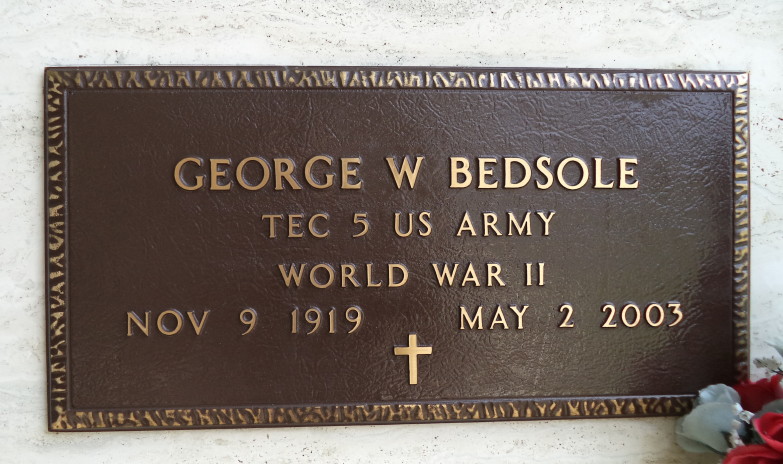 GEORGE W BEDSOLE
TEC 5 US ARMY
WORLD WAR II
NOV 9 1919 MAY 2 2003